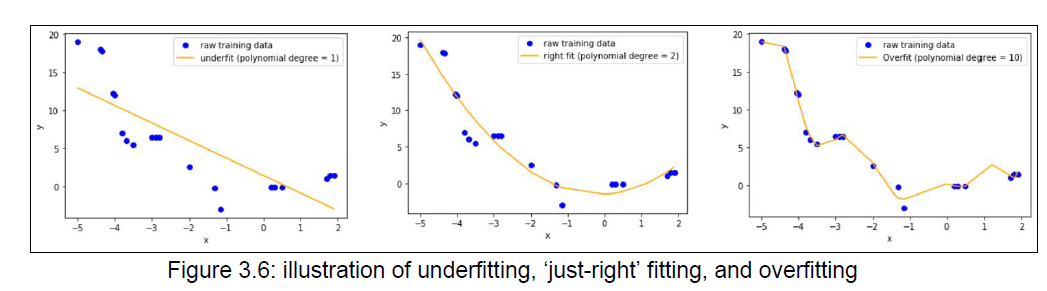 20
15
10
5
0
y
−5 −4 −3 −2 −1 0 1 2
x
raw training data
underfit (polynomial degree = 1)
20
15
10
5
0
y
−5 −4 −3 −2 −1 0 1 2
x
raw training data
right fit (polynomial degree = 2)
20
15
10
5
0
y
−5 −4 −3 −2 −1 0 1 2
x
raw training data
Overfit (polynomial degree = 10)
Figure 3.6: illustration of underfitting, ‘just-right’ fitting, and overfitting